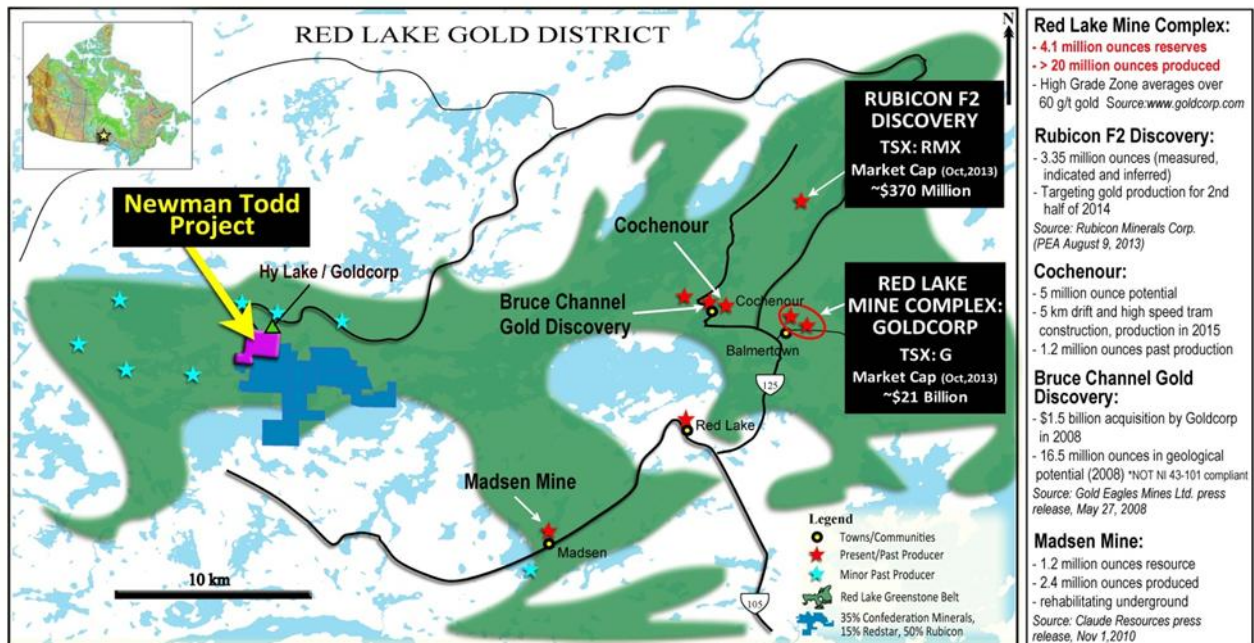 RED LAKE GOLD DISTRICT
N
RUBICON F2
DISCOVERY
TSX: RMX
Market Cap (Oct,2013)
~$370 Million
Newman Todd
Project
Hy Lake / Goldcorp
Cochenour
Bruce Channel
Gold Discovery
Cochenour
Balmertown
RED LAKE
MINE COMPLEX:
GOLDCORP
TSX: G
Market Cap (Oct,2013)
~$21 Billion
125
Red Lake
Madsen Mine
Madsen
105
10 km
Legend
Towns/Communities
Present/Past Producer
Minor Past Producer
Red Lake Greenstone Belt
35% Confederation Minerals,
15% Redstar, 50% Rubicon
Red Lake Mine Complex:
- 4.1 million ounces reserves
- > 20 million ounces produced
- High Grade Zone averages over
60 g/t gold Source:www.goldcorp.com
Rubicon F2 Discovery:
- 3.35 million ounces (measured,
indicated and inferred)
- Targeting gold production for 2nd
half of 2014
Source: Rubicon Minerals Corp.
(PEA August 9, 2013)
Cochenour:
- 5 million ounce potential
- 5 km drift and high speed tram
construction, production in 2015
- 1.2 million ounces past production
Bruce Channel Gold
Discovery:
- $1.5 billion acquisition by Goldcorp
in 2008
- 16.5 million ounces in geological
potential (2008) *NOT NI 43-101 compliant
Source: Gold Eagles Mines Ltd. press
release, May 27, 2008
Madsen Mine:
- 1.2 million ounces resource
- 2.4 million ounces produced
- rehabilitating underground
Source: Claude Resources press
release, Nov 1,2010